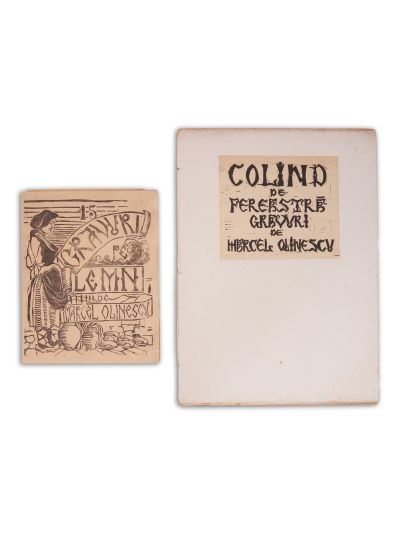 15
GRAVURI
PE
LEMN
DE
MARCEL OLINESCU
COLIND
DE
FEREASTRĂ
GRAVURI
DE
MARCEL OLINESCU